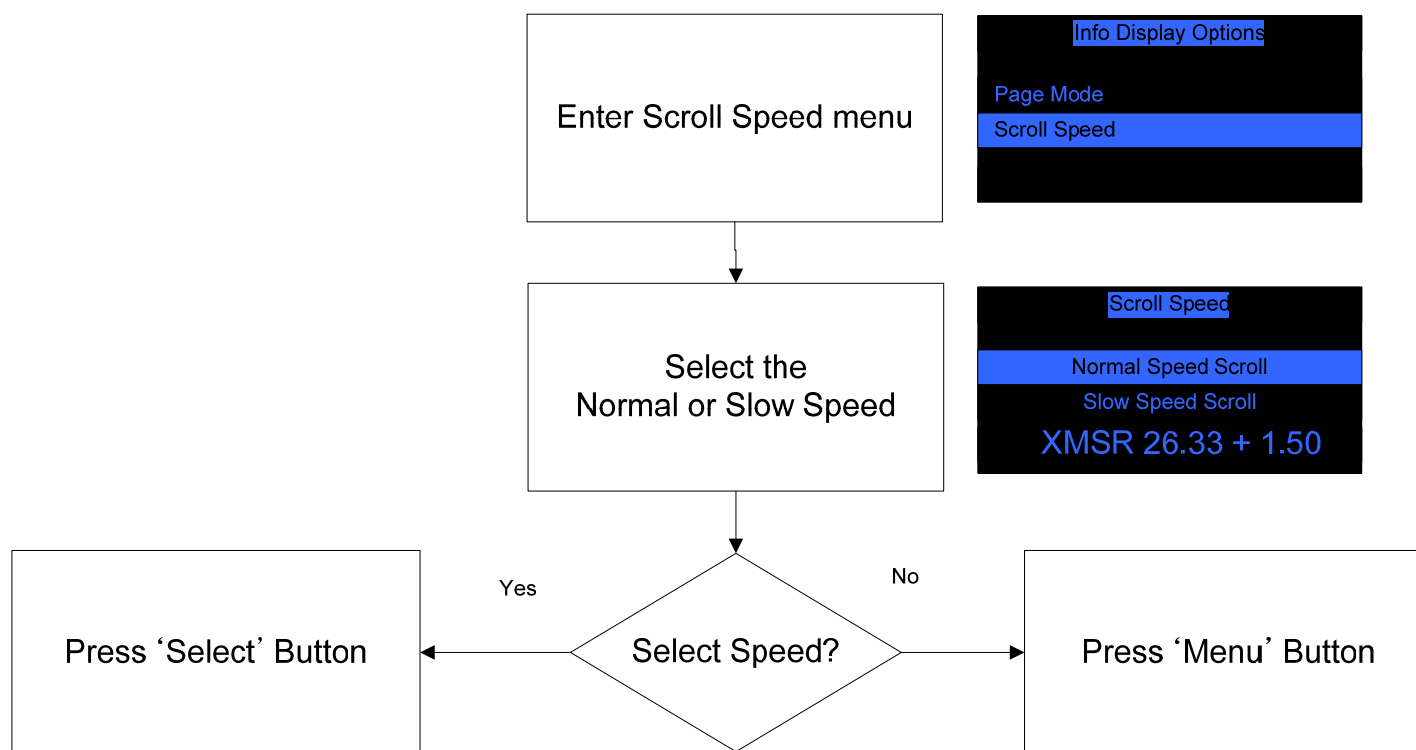 Enter Scroll Speed menu
Info Display Options
Page Mode
Scroll Speed
Select the
Normal or Slow Speed
Scroll Speed
Normal Speed Scroll
Slow Speed Scroll
XMSR 26.33 + 1.50
Yes
No
Press ‘Select’ Button
Select Speed?
Press ‘Menu’ Button